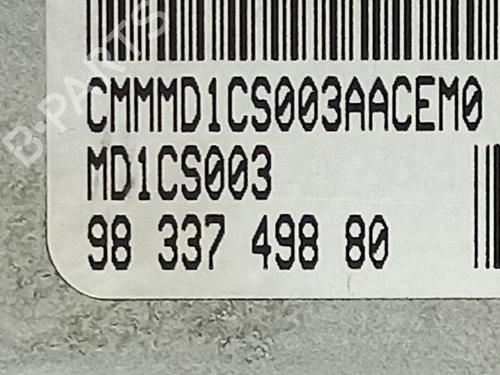 B-PARTS
CMMMD1CS003AACEM0
MD1CS003
98 337 498 80